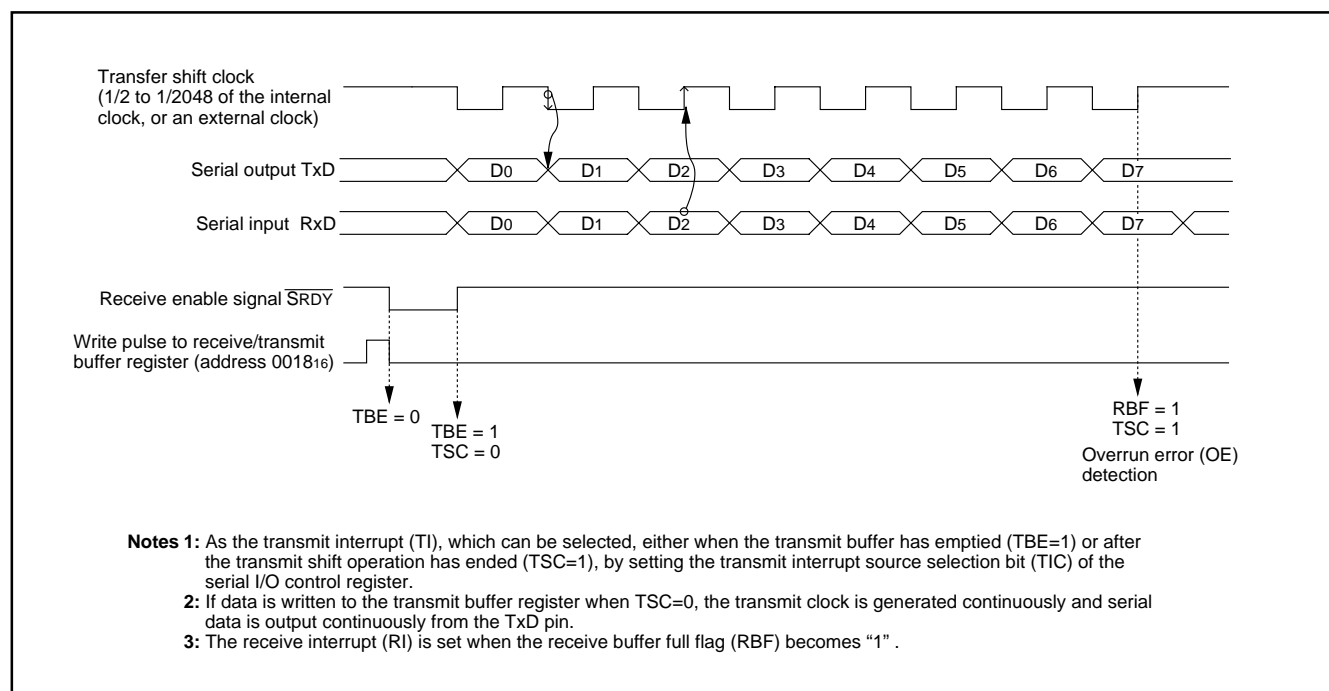 Transfer shift clock
(1/2 to 1/2048 of the internal
clock, or an external clock)
Serial output TxD
D0 D1 D2 D3 D4 D5 D6 D7
Serial input RxD
D0 D1 D2 D3 D4 D5 D6 D7
Receive enable signal SRDY
Write pulse to receive/transmit
buffer register (address 001816)
TBE = 0
TBE = 1
TSC = 0
RBF = 1
TSC = 1
Overrun error (OE)
detection
Notes 1: As the transmit interrupt (TI), which can be selected, either when the transmit buffer has emptied (TBE=1) or after
the transmit shift operation has ended (TSC=1), by setting the transmit interrupt source selection bit (TIC) of the
serial I/O control register.
2: If data is written to the transmit buffer register when TSC=0, the transmit clock is generated continuously and serial
data is output continuously from the TxD pin.
3: The receive interrupt (RI) is set when the receive buffer full flag (RBF) becomes “1” .